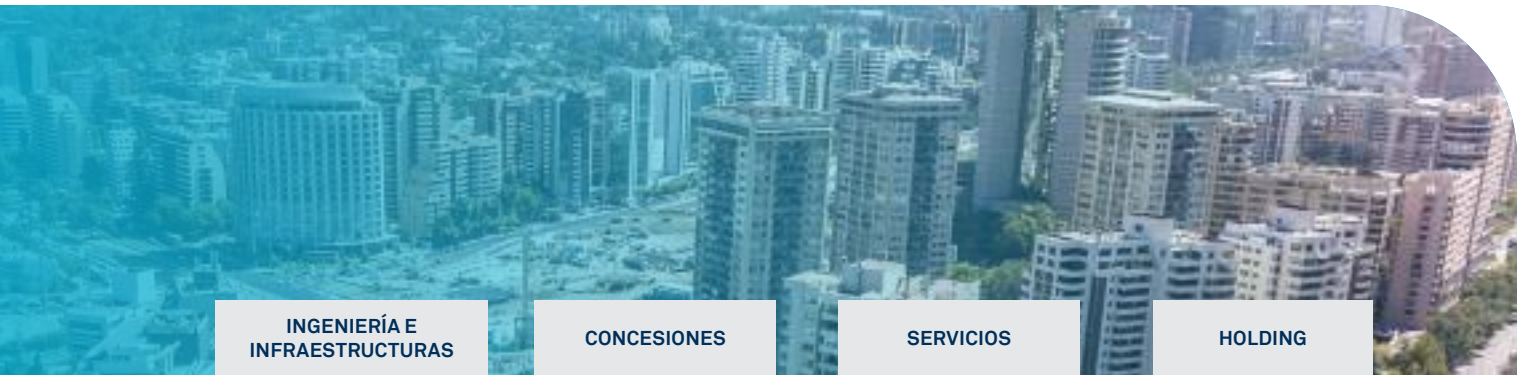 INGENIERÍA E
INFRAESTRUCTURAS
CONCESIONES
SERVICIOS
HOLDING